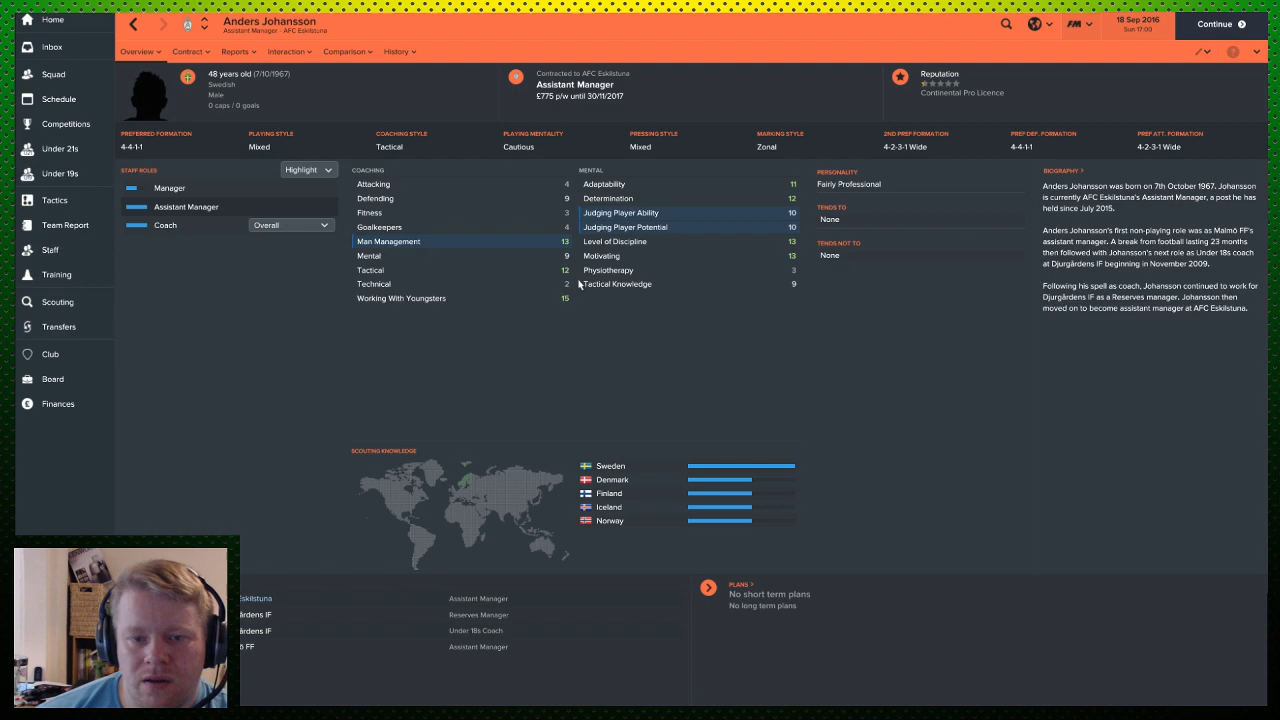 Home
Inbox
Squad
Schedule
Competitions
Under 21s
Under 19s
Tactics
Team Report
Staff
Training
Scouting
Transfers
Club
Board
Finances
Anders Johansson
Assistant Manager - AFC Eskilstuna
FM
18 Sep 2016
Sun 17:00
Continue
Overview
Contract
Reports
Interaction
Comparison
History
48 years old (7/10/1967)
Swedish
Male
0 caps / 0 goals
Contracted to AFC Eskilstuna
Assistant Manager
£775 p/w until 30/11/2017
Reputation
Continental Pro Licence
PREFERRED FORMATION
4-4-1-1
PLAYING STYLE
Mixed
COACHING STYLE
Tactical
PLAYING MENTALITY
Cautious
PRESSING STYLE
Mixed
MARKING STYLE
Zonal
2ND PREF FORMATION
4-2-3-1 Wide
PREF DEF. FORMATION
4-4-1-1
PREF ATT. FORMATION
4-2-3-1 Wide
STAFF ROLES
Highlight
Manager
Assistant Manager
Coach
Overall
COACHING
Attacking 4
Defending 9
Fitness 3
Goalkeepers 4
Man Management 13
Mental 9
Tactical 12
Technical 2
Working With Youngsters 15
MENTAL
Adaptability 11
Determination 12
Judging Player Ability 10
Judging Player Potential 10
Level of Discipline 13
Motivating 13
Physiotherapy 3
Tactical Knowledge 9
PERSONALITY
Fairly Professional
TENDS TO
None
TENDS NOT TO
None
BIOGRAPHY >
Anders Johansson was born on 7th October 1967. Johansson
is currently AFC Eskilstuna's Assistant Manager, a post he has
held since July 2015.
Anders Johansson's first non-playing role was as Malmö FF's
assistant manager. A break from football lasting 23 months
then followed with Johansson's next role as Under 18s coach
at Djurgårdens IF beginning in November 2009.
Following his spell as coach, Johansson continued to work for
Djurgårdens IF as a Reserves manager. Johansson then
moved on to become assistant manager at AFC Eskilstuna.
SCOUTING KNOWLEDGE
Sweden
Denmark
Finland
Iceland
Norway
Eskilstuna Assistant Manager
årdens IF Reserves Manager
årdens IF Under 18s Coach
ö FF Assistant Manager
PLANS >
No short term plans
No long term plans